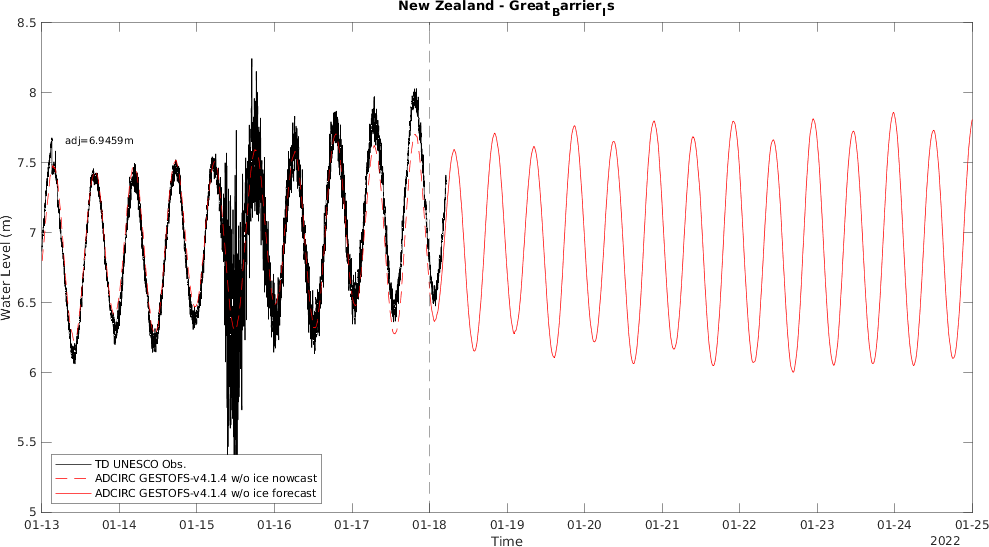 New Zealand - GreatBarrierIs
8.5
8
7.5
7
6.5
6
5.5
5
Water Level (m)
adj=6.9459m
TD UNESCO Obs.
ADCIRC GESTOFS-v4.1.4 w/o ice nowcast
ADCIRC GESTOFS-v4.1.4 w/o ice forecast
01-13 01-14 01-15 01-16 01-17 01-18 01-19 01-20 01-21 01-22 01-23 01-24 01-25
Time
2022